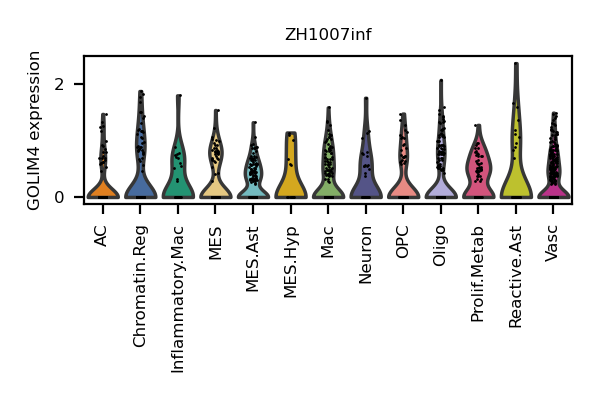 ZH1007inf
GOLIM4 expression
2
0
AC
Chromatin.Reg
Inflammatory.Mac
MES
MES.Ast
MES.Hyp
Mac
Neuron
OPC
Oligo
Prolif.Metab
Reactive.Ast
Vasc